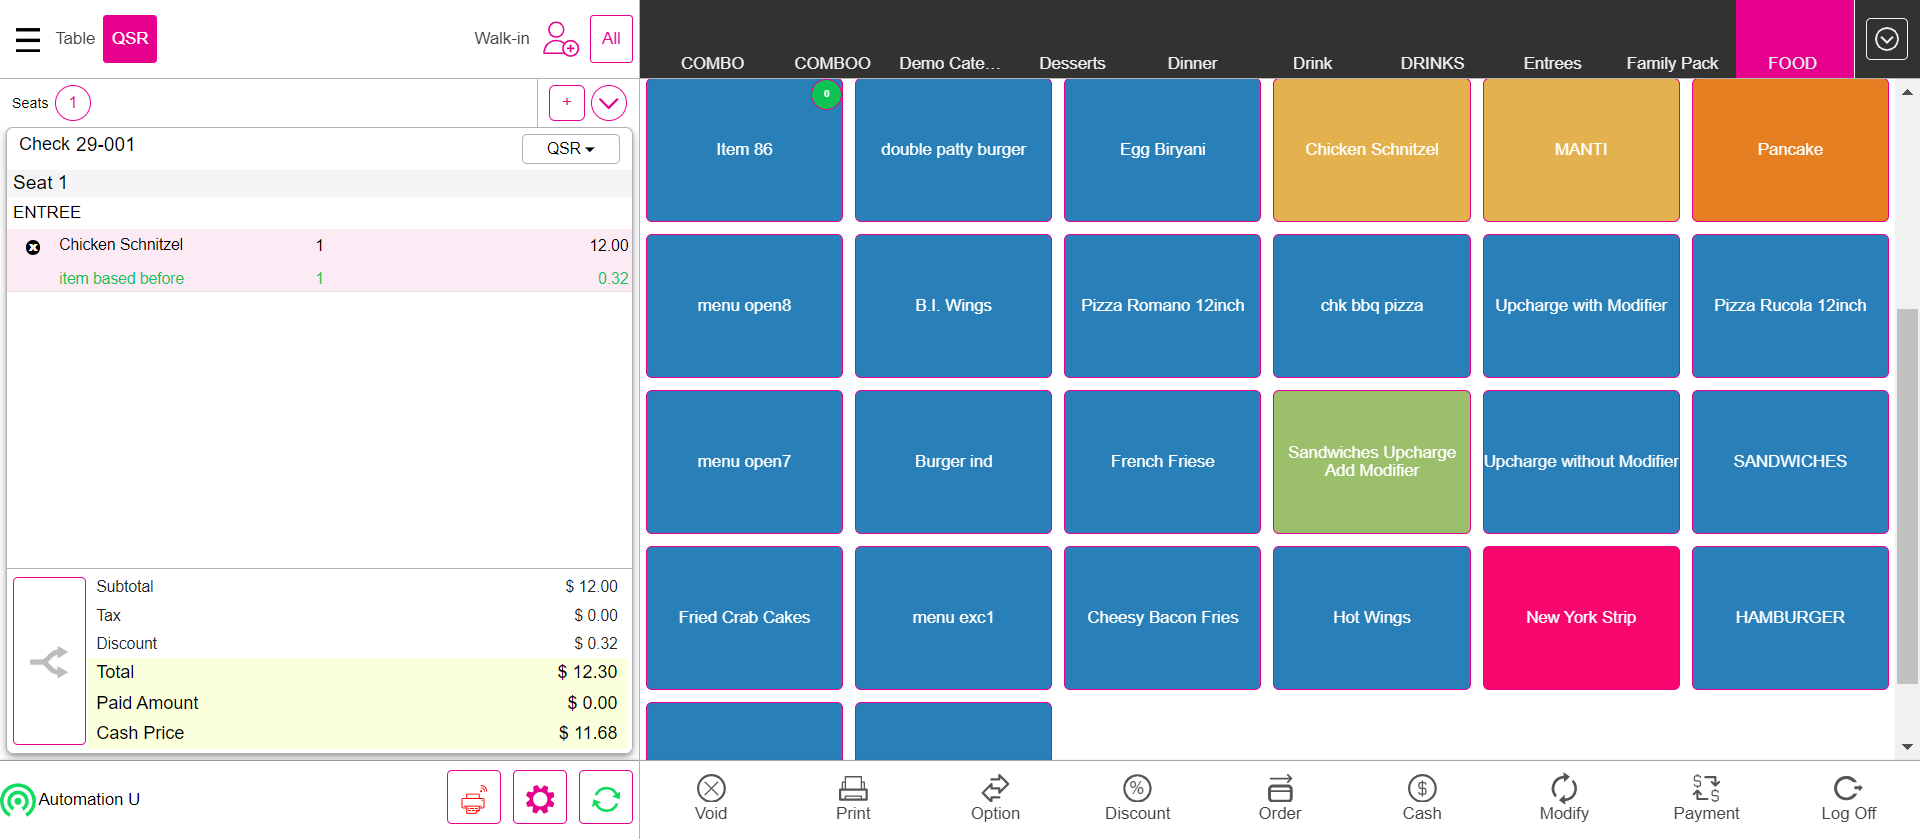 Table QSR Walk-in All
COMBO COMBOO Demo Cate... Desserts Dinner Drink DRINKS Entrees Family Pack FOOD
Seats 1 +
Check 29-001 QSR
Seat 1
ENTREE
Chicken Schnitzel 1 12.00
item based before 1 0.32
Subtotal $ 12.00
Tax $ 0.00
Discount $ 0.32
Total $ 12.30
Paid Amount $ 0.00
Cash Price $ 11.68
Automation U
0
Item 86 double patty burger Egg Biryani Chicken Schnitzel MANTI Pancake
menu open8 B.I. Wings Pizza Romano 12inch chk bbq pizza Upcharge with Modifier Pizza Rucola 12inch
menu open7 Burger ind French Friese Sandwiches Upcharge
Add Modifier Upcharge without Modifier SANDWICHES
Fried Crab Cakes menu exc1 Cheesy Bacon Fries Hot Wings New York Strip HAMBURGER
Void Print Option Discount Order Cash Modify Payment Log Off